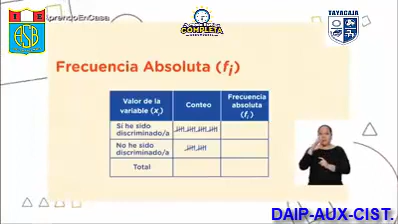 #AprendoEnCasa
COMPLETA
TAYACAJA
I E
ASB
Frecuencia Absoluta (fi)
Valor de la variable (xi)
Conteo
Frecuencia absoluta (fi)
Sí he sido discriminado/a
No he sido discriminado/a
Total
DAIP-AUX-CIST.